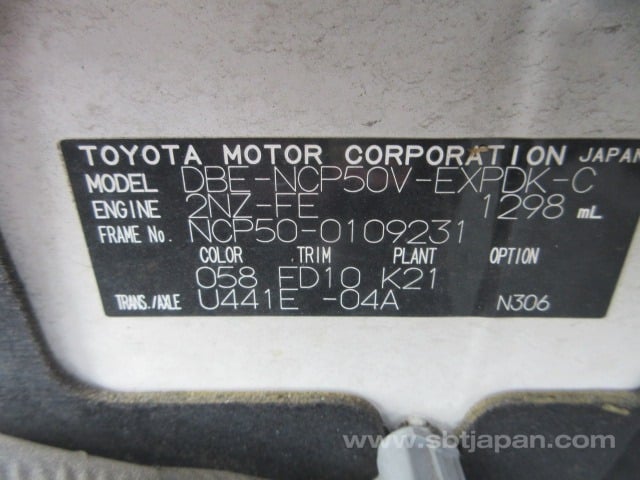 TOYOTA MOTOR CORPORATION JAPAN
MODEL DBE-NCP50V-EXPDK-C
ENGINE 2NZ-FE 1298 mL
FRAME No. NCP50-0109231
COLOR TRIM PLANT OPTION
058 FD10 K21
TRANS./AXLE U441E -04A N306
www.sbtjapan.com